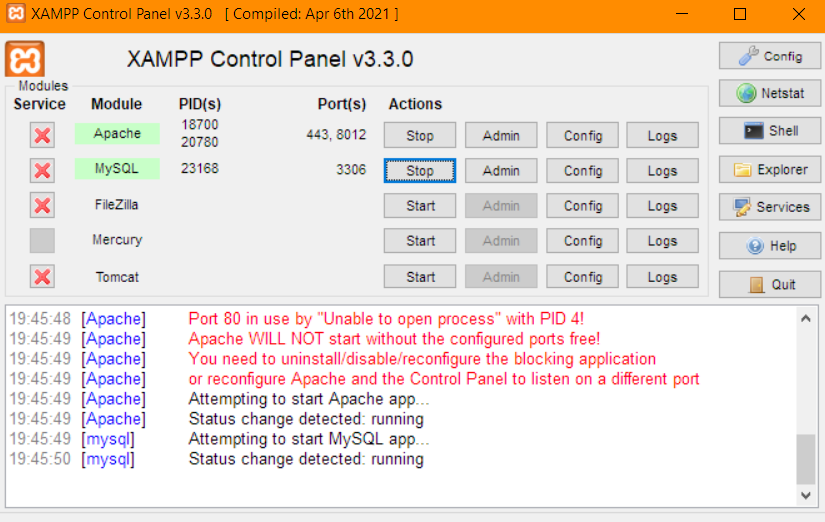 XAMPP Control Panel v3.3.0 [ Compiled: Apr 6th 2021 ]
XAMPP Control Panel v3.3.0
Config
Modules
Service Module PID(s) Port(s) Actions
Netstat
Apache 18700 20780 443, 8012 Stop Admin Config Logs
Shell
MySQL 23168 3306 Stop Admin Config Logs
Explorer
FileZilla Start Admin Config Logs
Services
Mercury Start Admin Config Logs
Help
Tomcat Start Admin Config Logs
Quit
19:45:48 [Apache] Port 80 in use by "Unable to open process" with PID 4!
19:45:49 [Apache] Apache WILL NOT start without the configured ports free!
19:45:49 [Apache] You need to uninstall/disable/reconfigure the blocking application
19:45:49 [Apache] or reconfigure Apache and the Control Panel to listen on a different port
19:45:49 [Apache] Attempting to start Apache app...
19:45:49 [Apache] Status change detected: running
19:45:49 [mysql] Attempting to start MySQL app...
19:45:50 [mysql] Status change detected: running